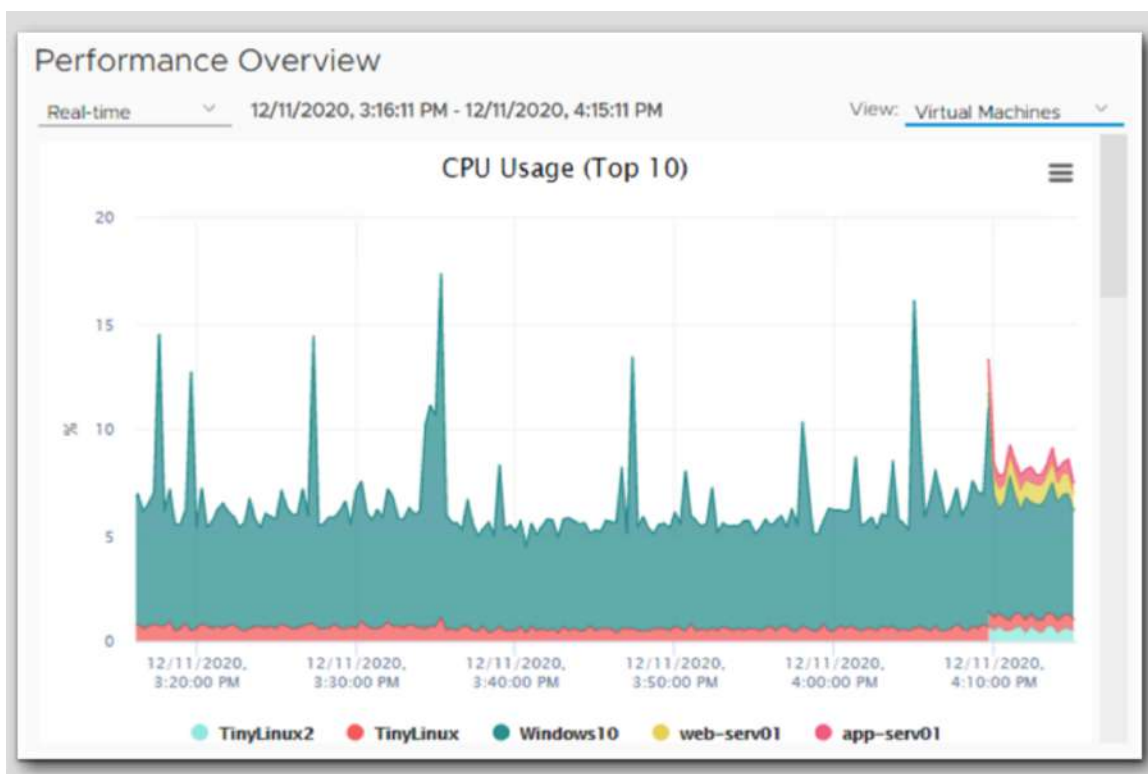 Performance Overview
Real-time 12/11/2020, 3:16:11 PM - 12/11/2020, 4:15:11 PM View: Virtual Machines
CPU Usage (Top 10)
20
15
10
5
0
%
12/11/2020, 12/11/2020, 12/11/2020, 12/11/2020, 12/11/2020, 12/11/2020,
3:20:00 PM 3:30:00 PM 3:40:00 PM 3:50:00 PM 4:00:00 PM 4:10:00 PM
TinyLinux2 TinyLinux Windows10 web-serv01 app-serv01